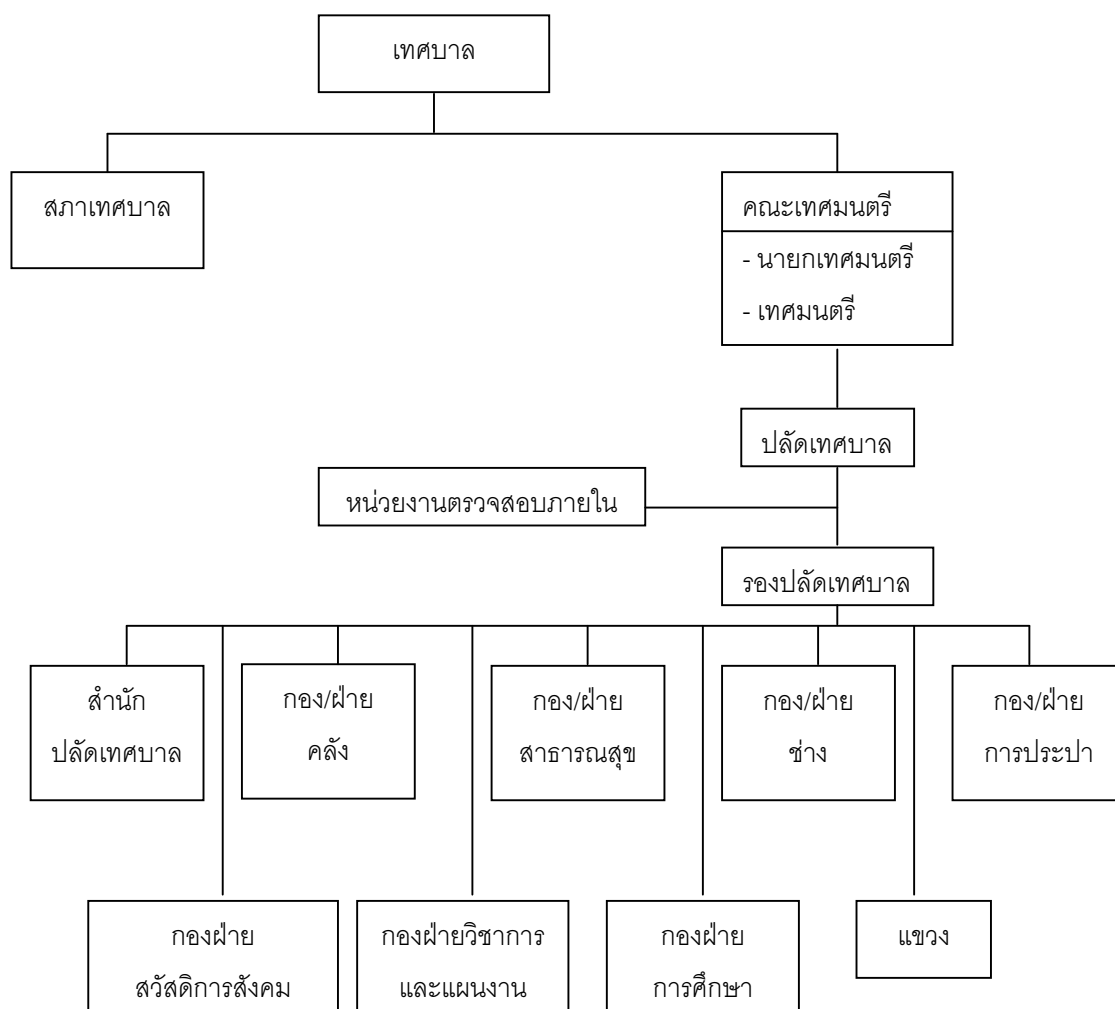 เทศบาล
สภาเทศบาล
คณะเทศมนตรี
- นายกเทศมนตรี
- เทศมนตรี
ปลัดเทศบาล
หน่วยงานตรวจสอบภายใน
รองปลัดเทศบาล
สำนัก
ปลัดเทศบาล
กอง/ฝ่าย
คลัง
กอง/ฝ่าย
สาธารณสุข
กอง/ฝ่าย
ช่าง
กอง/ฝ่าย
การประปา
กองฝ่าย
สวัสดิการสังคม
กองฝ่ายวิชาการ
และแผนงาน
กองฝ่าย
การศึกษา
แขวง